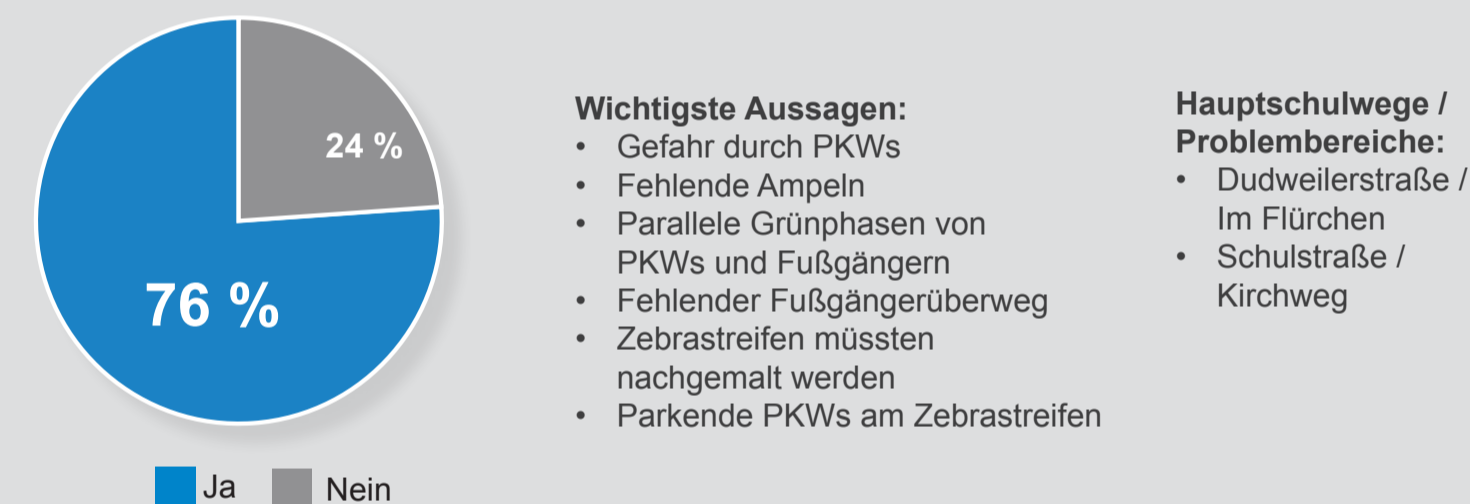 24 %
76 %
Ja
Nein
Wichtigste Aussagen:
• Gefahr durch PKWs
• Fehlende Ampeln
• Parallele Grünphasen von
PKWs und Fußgängern
• Fehlender Fußgängerüberweg
• Zebrastreifen müssten
nachgemalt werden
• Parkende PKWs am Zebrastreifen
Hauptschulwege /
Problembereiche:
• Dudweilerstraße /
Im Flürchen
• Schulstraße /
Kirchweg